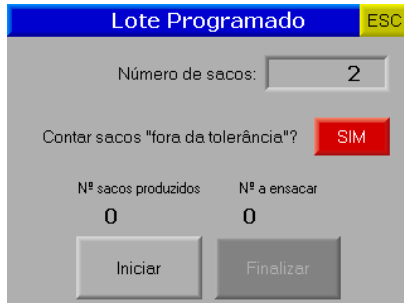 Lote Programado ESC
Número de sacos: 2
Contar sacos "fora da tolerância"? SIM
Nº sacos produzidos Nº a ensacar
0 0
Iniciar Finalizar